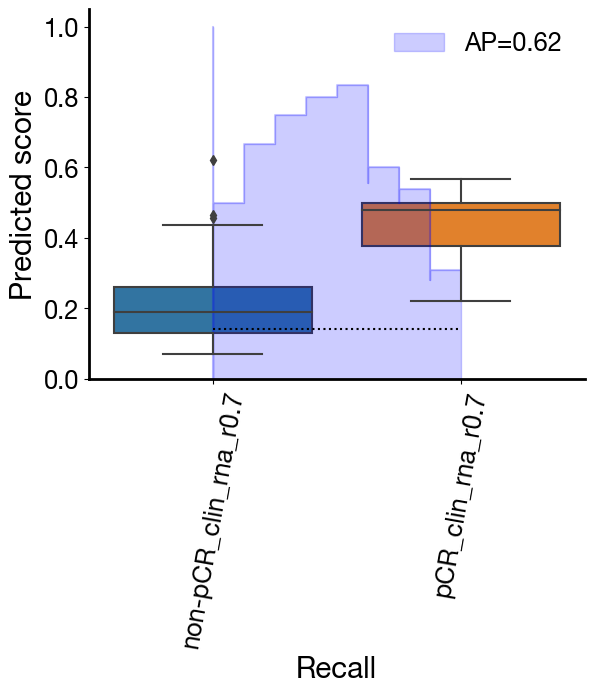 AP=0.62
Predicted score
1.0
0.8
0.6
0.4
0.2
0.0
non-pCR_clin_rna_r0.7
pCR_clin_rna_r0.7
Recall